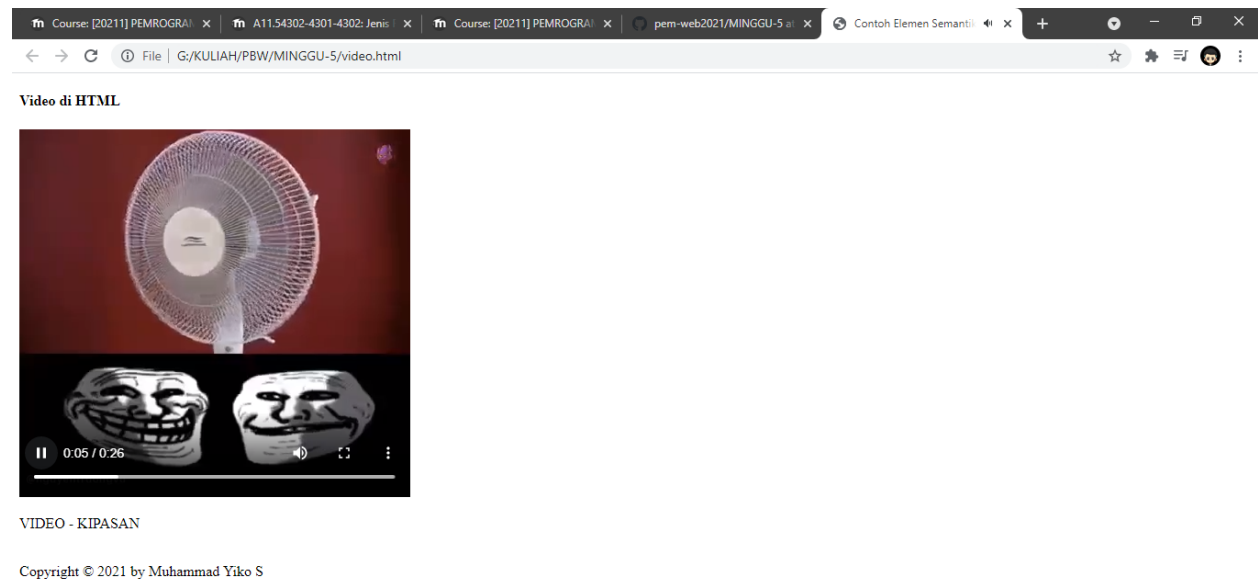 Course: [20211] PEMROGRAM
A11.54302-4301-4302: Jenis
Course: [20211] PEMROGRA
pem-web2021/MINGGU-5 at
Contoh Elemen Semantik
File
G:/KULIAH/PBW/MINGGU-5/video.html
Video di HTML
0:05 / 0:26
VIDEO - KIPASAN
Copyright © 2021 by Muhammad Yiko S